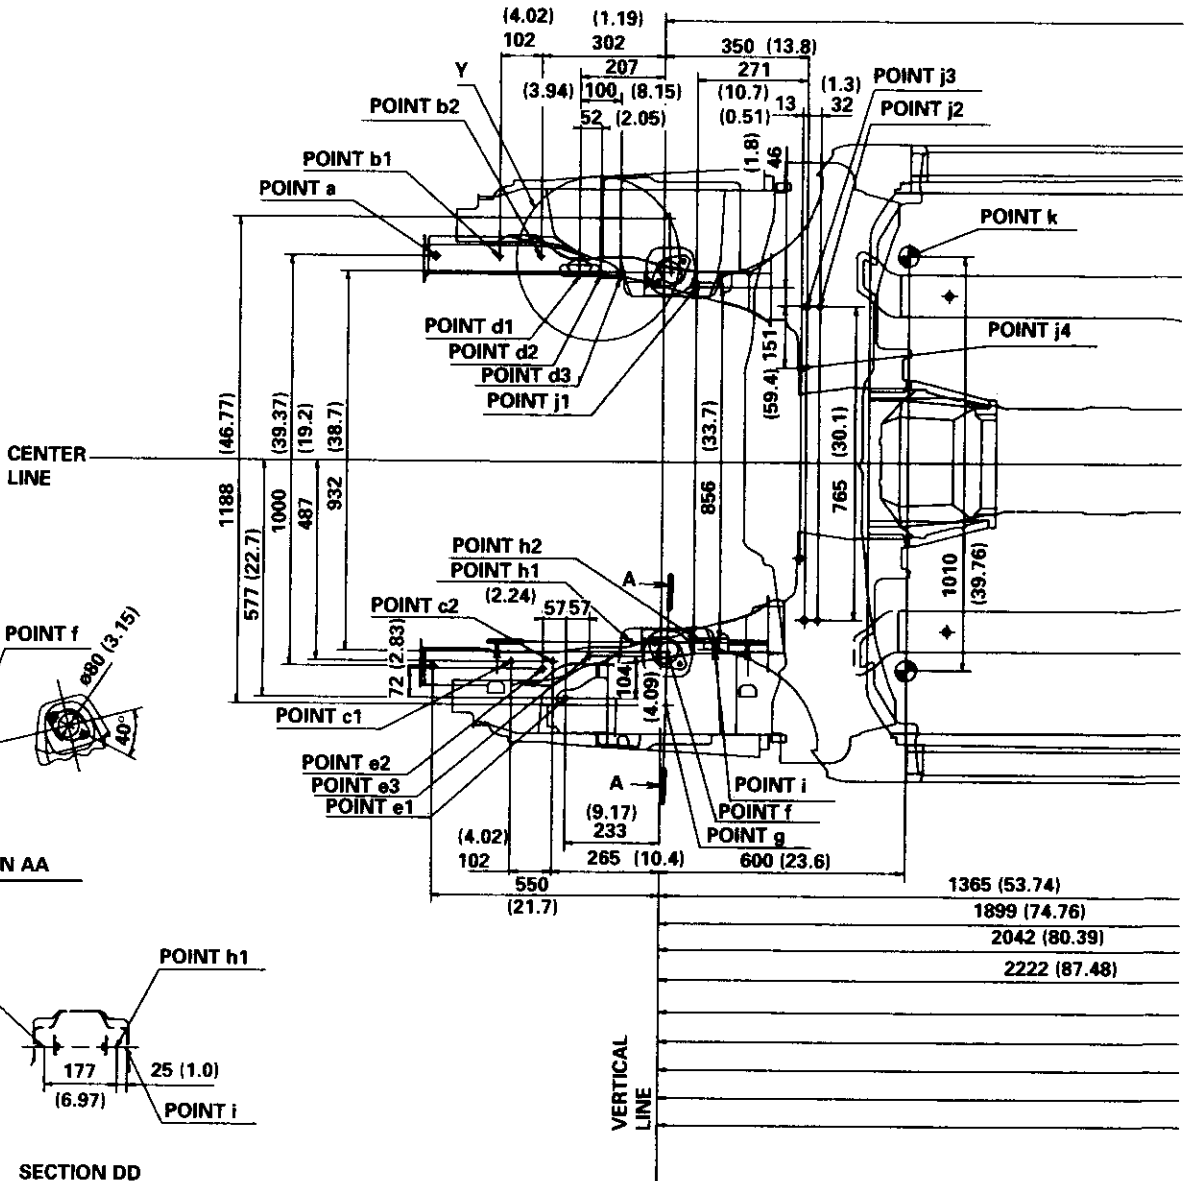 (4.02) (1.19)
102 302 350 (13.8)
207 271
Y (3.94) 100 (8.15) (10.7) (1.3) POINT j3
POINT b2 52 (2.05) (0.51) 13 32 POINT j2
POINT b1 (1.8) 46
POINT a
POINT k
POINT d1
POINT d2
POINT d3
POINT j1
151 (59.4)
POINT j4
(46.77) (39.37) (19.2) (38.7) (33.7) (30.1)
CENTER
LINE
1188 1000 487 932 856 765
577 (22.7)
1010 (39.76)
POINT h2
POINT h1
(2.24)
A
POINT c2 57 57
72 (2.83)
104 (4.09)
POINT f
ø80 (3.15)
40°
POINT c1
POINT e2
POINT e3
POINT e1
A
POINT i
POINT f
POINT g
(9.17)
233
(4.02)
102 265 (10.4) 600 (23.6)
550
(21.7)
N AA
1365 (53.74)
1899 (74.76)
2042 (80.39)
2222 (87.48)
POINT h1
177 25 (1.0)
(6.97)
POINT i
VERTICAL
LINE
SECTION DD